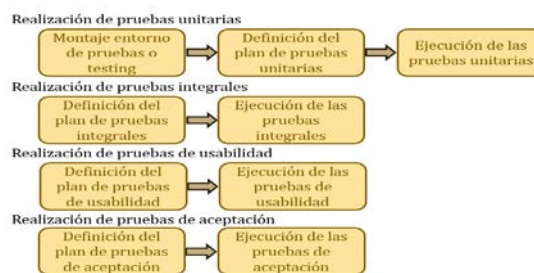 Realización de pruebas unitarias
Montaje entorno
de pruebas o
testing
Definición del
plan de pruebas
unitarias
Ejecución de las
pruebas unitarias
Realización de pruebas integrales
Definición del
plan de pruebas
integrales
Ejecución de las
pruebas
integrales
Realización de pruebas de usabilidad
Definición del
plan de pruebas
de usabilidad
Ejecución de las
pruebas de
usabilidad
Realización de pruebas de aceptación
Definición del
plan de pruebas
de aceptación
Ejecución de las
pruebas de
aceptación